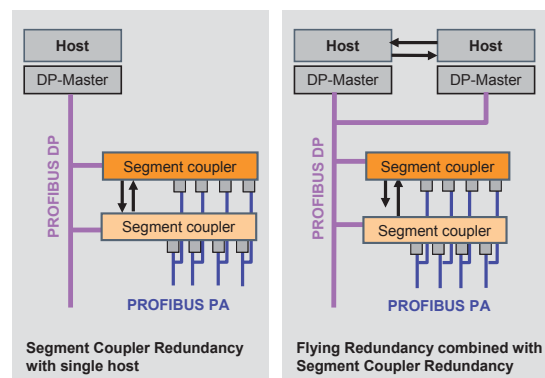 Host
DP-Master
PROFIBUS DP
Segment coupler
Segment coupler
PROFIBUS PA
Segment Coupler Redundancy
with single host
Host
Host
DP-Master
DP-Master
PROFIBUS DP
Segment coupler
Segment coupler
PROFIBUS PA
Flying Redundancy combined with
Segment Coupler Redundancy